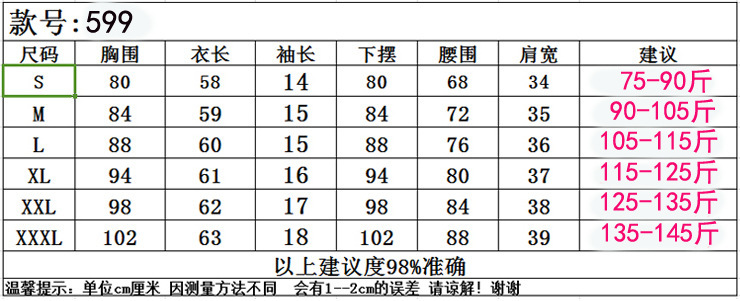 款号:599
尺码 胸围 衣长 袖长 下摆 腰围 肩宽 建议
S 80 58 14 80 68 34 75-90斤
M 84 59 15 84 72 35 90-105斤
L 88 60 15 88 76 36 105-115斤
XL 94 61 16 94 80 37 115-125斤
XXL 98 62 17 98 84 38 125-135斤
XXXL 102 63 18 102 88 39 135-145斤
以上建议度98%准确
温馨提示：单位cm厘米 因测量方法不同 会有1--2cm的误差 请谅解！谢谢